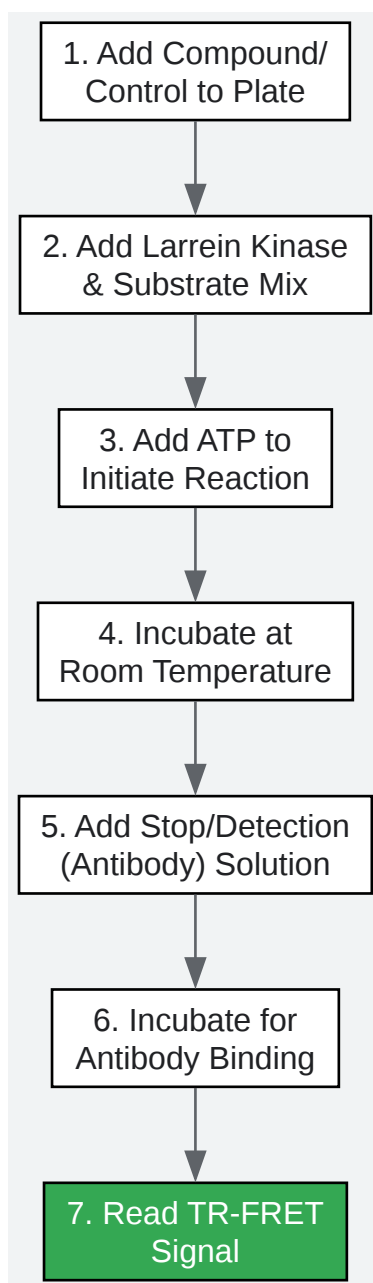 1. Add Compound/
Control to Plate
2. Add Larrein Kinase
& Substrate Mix
3. Add ATP to
Initiate Reaction
4. Incubate at
Room Temperature
5. Add Stop/Detection
(Antibody) Solution
6. Incubate for
Antibody Binding
7. Read TR-FRET
Signal